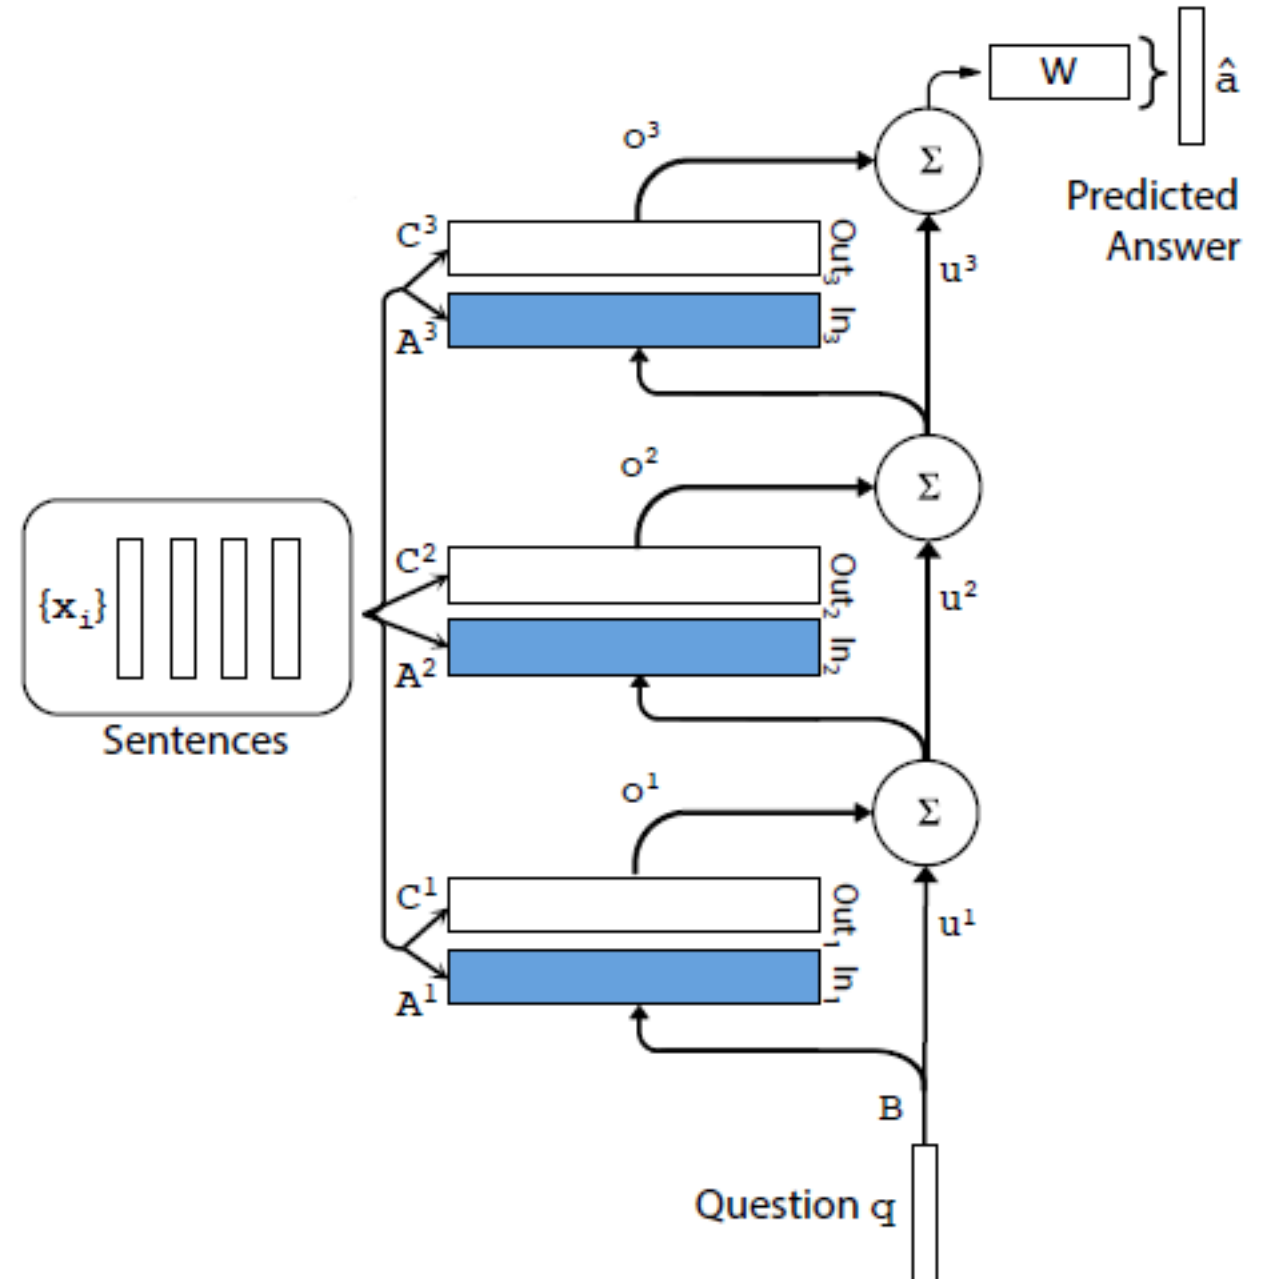 W
â
Σ
Predicted
Answer
o³
C³
Out₃
u³
In₃
A³
o²
Σ
C²
Out₂
u²
{xᵢ}
In₂
A²
Sentences
o¹
Σ
C¹
Out₁
u¹
In₁
A¹
B
Question q